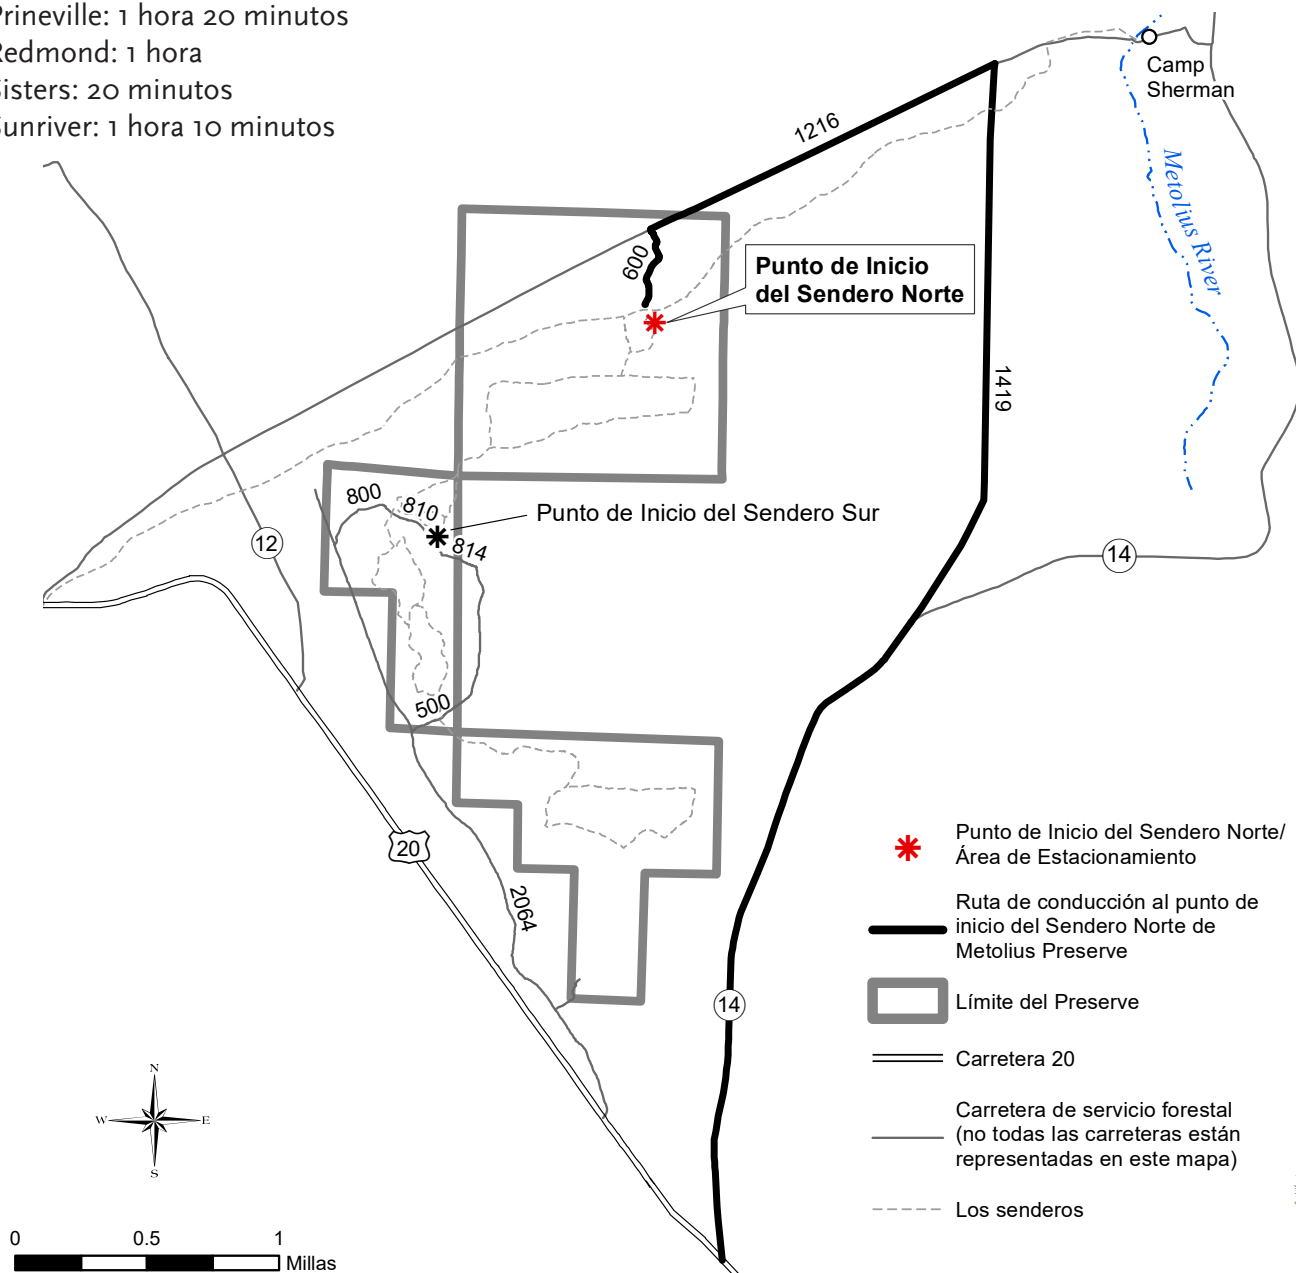 Prineville: 1 hora 20 minutos
Redmond: 1 hora
Sisters: 20 minutos
Sunriver: 1 hora 10 minutos
Camp
Sherman
1216
Metolius River
600
Punto de Inicio
del Sendero Norte
1419
800
810
Punto de Inicio del Sendero Sur
814
12
14
500
20
2064
14
Punto de Inicio del Sendero Norte/
Área de Estacionamiento
Ruta de conducción al punto de
inicio del Sendero Norte de
Metolius Preserve
Límite del Preserve
Carretera 20
Carretera de servicio forestal
(no todas las carreteras están
representadas en este mapa)
Los senderos
N
W
E
S
0
0.5
1
Millas